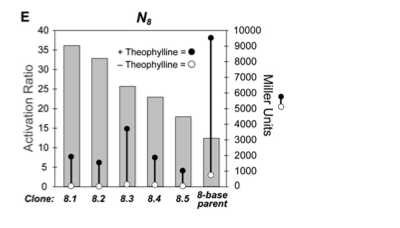 E
N8
40
35
30
25
20
15
10
5
0
Activation Ratio
+ Theophylline = ●
– Theophylline = ○
10000
9000
8000
7000
6000
5000
4000
3000
2000
1000
0
Miller Units
Clone: 8.1 8.2 8.3 8.4 8.5 8-base
parent